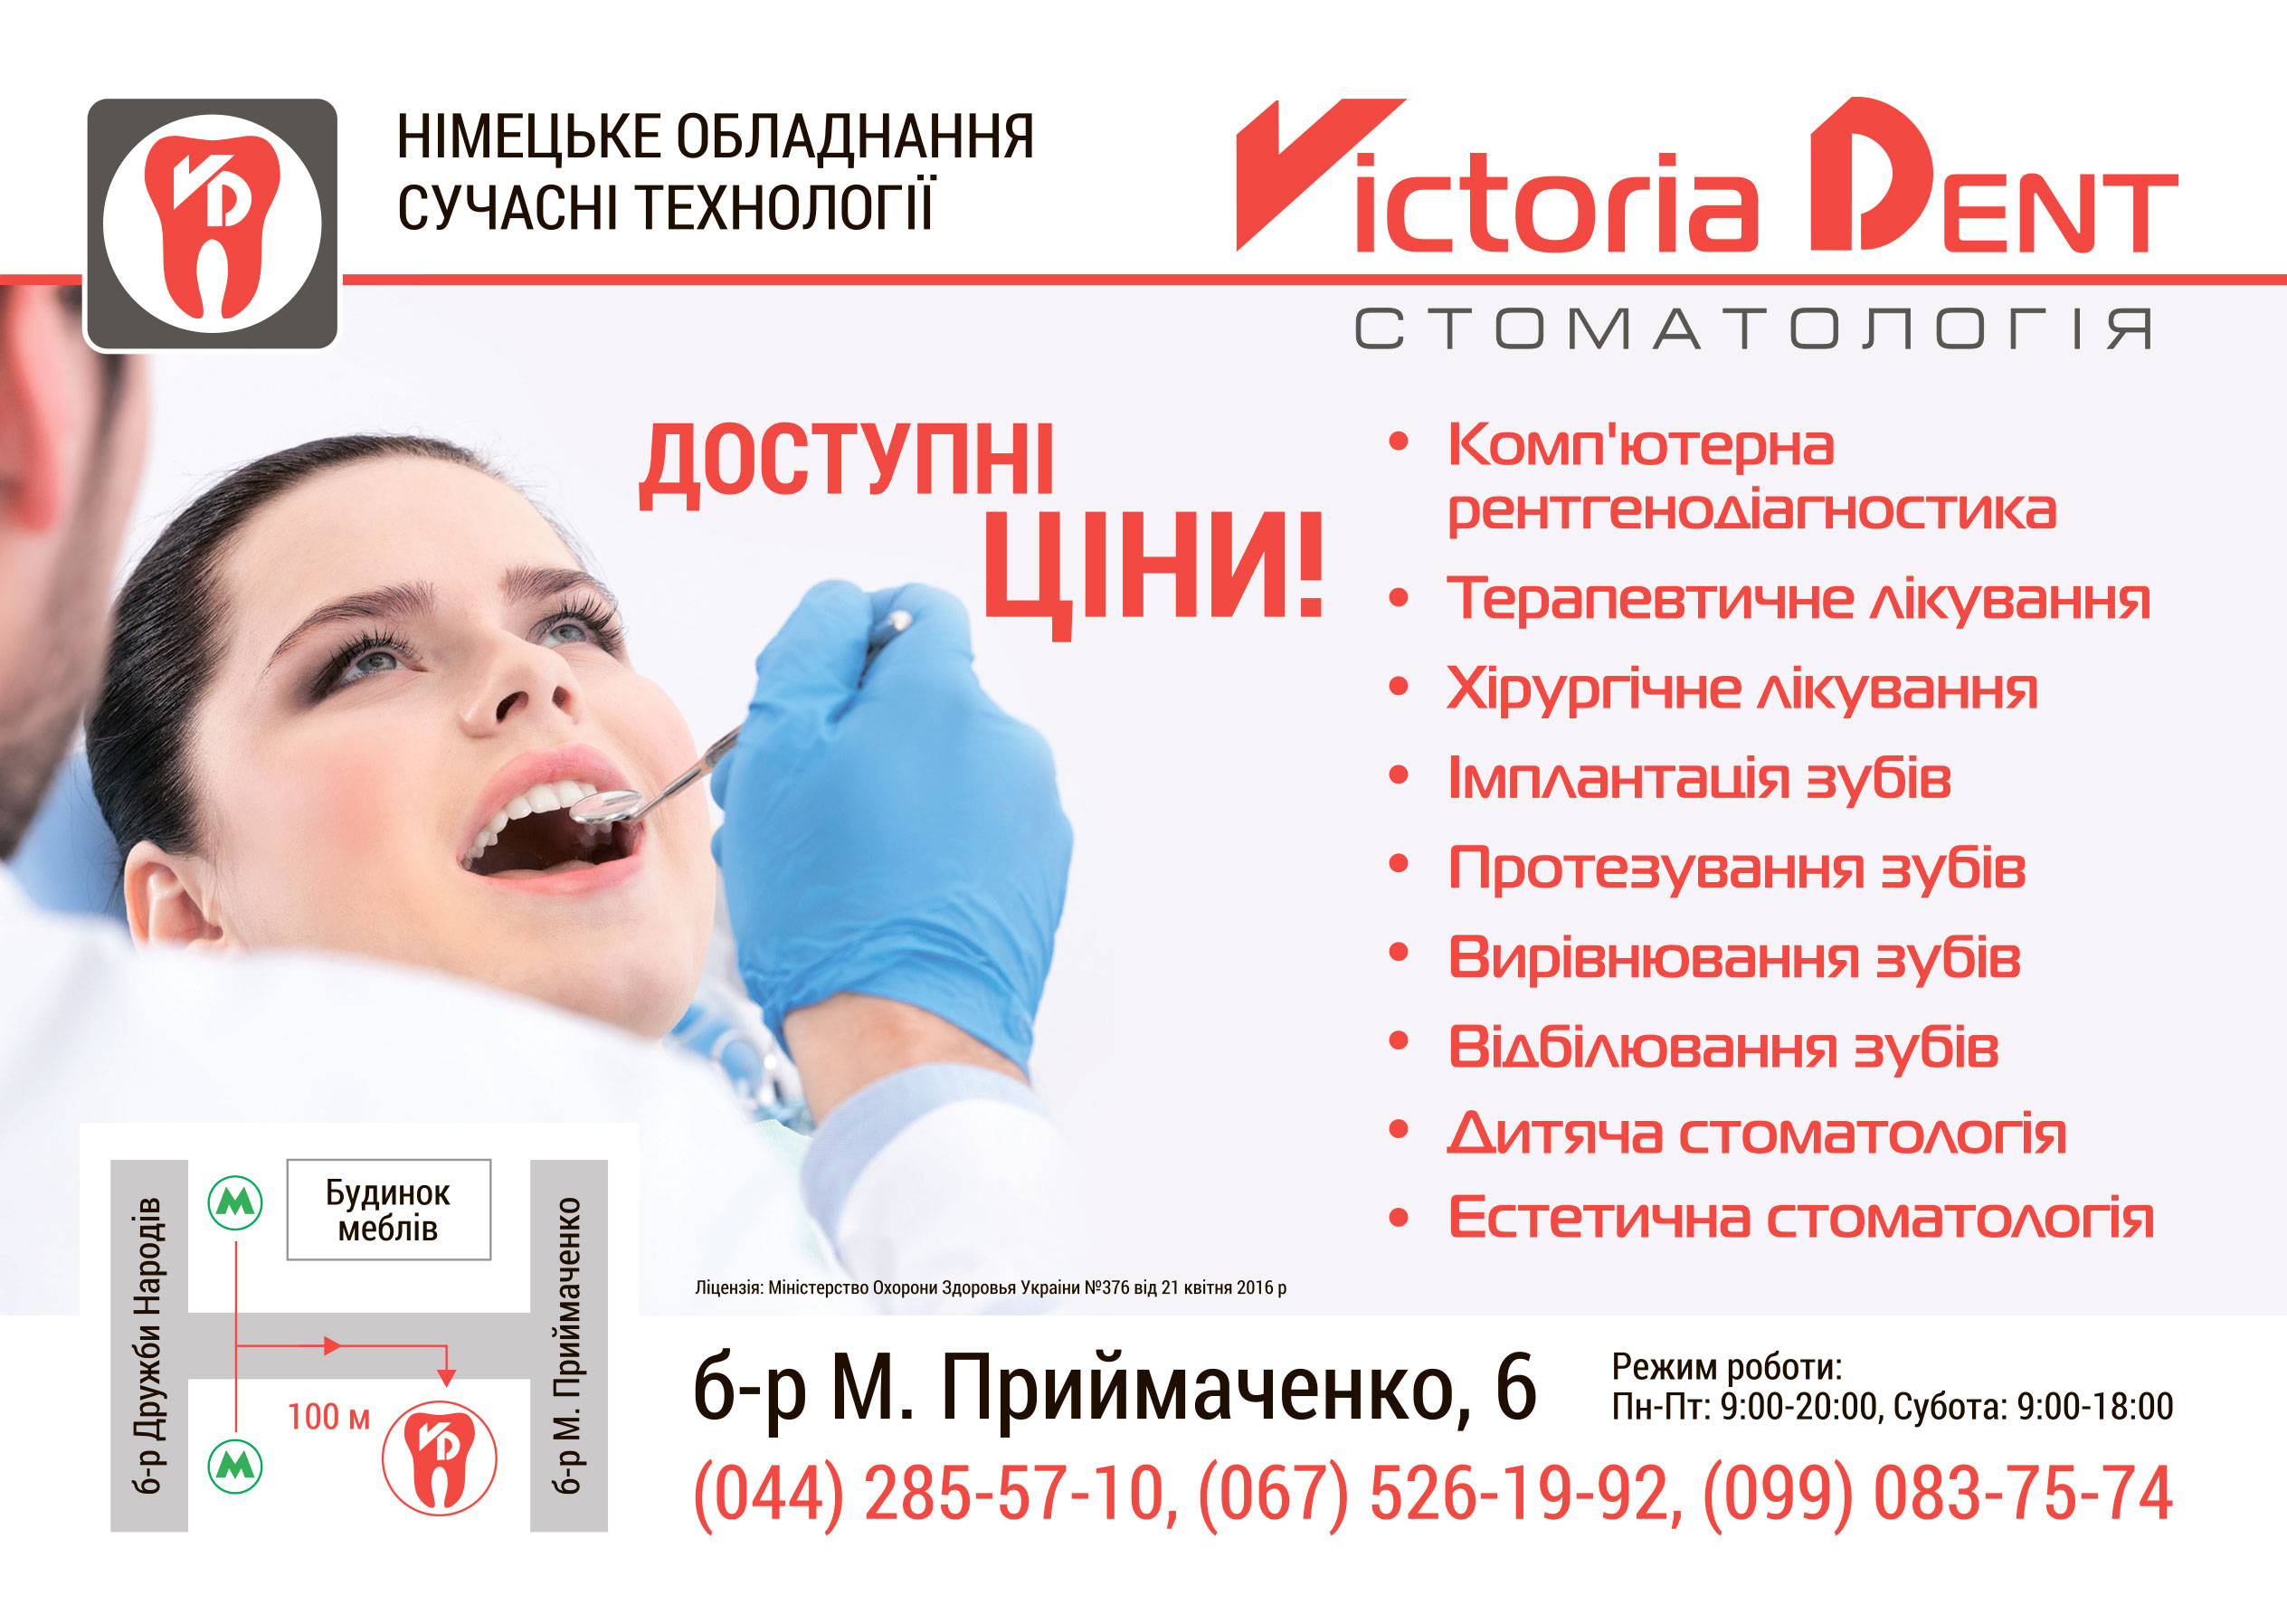 НІМЕЦЬКЕ ОБЛАДНАННЯ
СУЧАСНІ ТЕХНОЛОГІЇ
Victoria DENT
СТОМАТОЛОГІЯ
ДОСТУПНІ
ЦІНИ!
• Комп'ютерна
рентгенодіагностика
• Терапевтичне лікування
• Хірургічне лікування
• Імплантація зубів
• Протезування зубів
• Вирівнювання зубів
• Відбілювання зубів
• Дитяча стоматологія
• Естетична стоматологія
Ліцензія: Міністерство Охорони Здоровья України №376 від 21 квітня 2016 р
б-р Дружби Народів
М
Будинок
меблів
б-р М. Приймаченко
100 м
М
VD
VD
б-р М. Приймаченко, 6
Режим роботи:
Пн-Пт: 9:00-20:00, Субота: 9:00-18:00
(044) 285-57-10, (067) 526-19-92, (099) 083-75-74